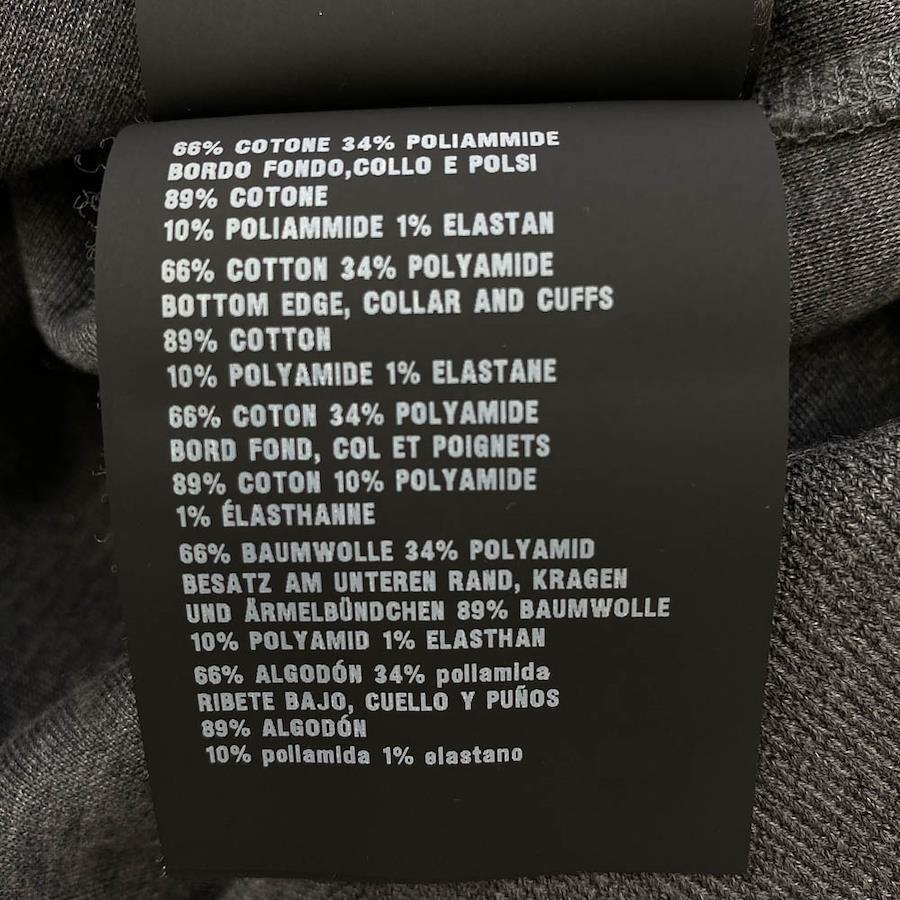 66% COTONE 34% POLIAMMIDE
BORDO FONDO,COLLO E POLSI
89% COTONE
10% POLIAMMIDE 1% ELASTAN
66% COTTON 34% POLYAMIDE
BOTTOM EDGE, COLLAR AND CUFFS
89% COTTON
10% POLYAMIDE 1% ELASTANE
66% COTON 34% POLYAMIDE
BORD FOND, COL ET POIGNETS
89% COTON 10% POLYAMIDE
1% ÉLASTHANNE
66% BAUMWOLLE 34% POLYAMID
BESATZ AM UNTEREN RAND, KRAGEN
UND ÄRMELBÜNDCHEN 89% BAUMWOLLE
10% POLYAMID 1% ELASTHAN
66% ALGODÓN 34% poliamida
RIBETE BAJO, CUELLO Y PUÑOS
89% ALGODÓN
10% poliamida 1% elastano